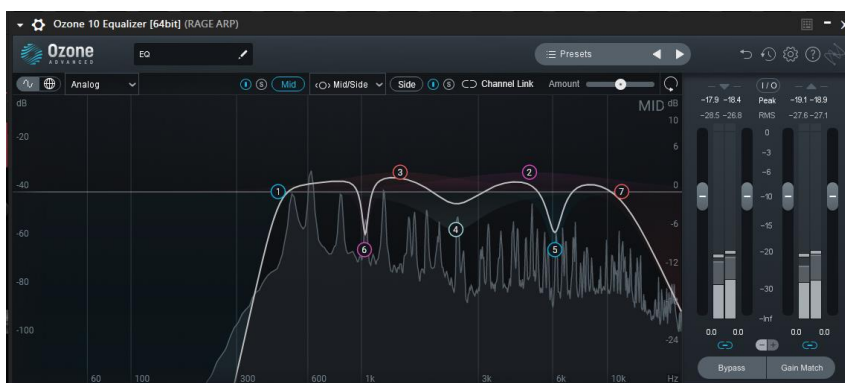 Ozone 10 Equalizer [64bit] (RAGE ARP)
Ozone
ADVANCED
EQ
Presets
Analog
S
Mid
Mid/Side
Side
S
Channel Link
Amount
I / O
-17.9 -18.4 Peak -19.1 -18.9
-28.5 -26.8 RMS -27.6 -27.1
dB
MID dB
10
6
0
-6
-12
-24
-20
-40
-60
-80
-100
1
2
3
4
5
6
7
0
-3
-6
-10
-15
-20
-30
-Inf
0.0 0.0 0.0 0.0
60 100 300 600 1k 3k 6k 10k Hz
Bypass Gain Match